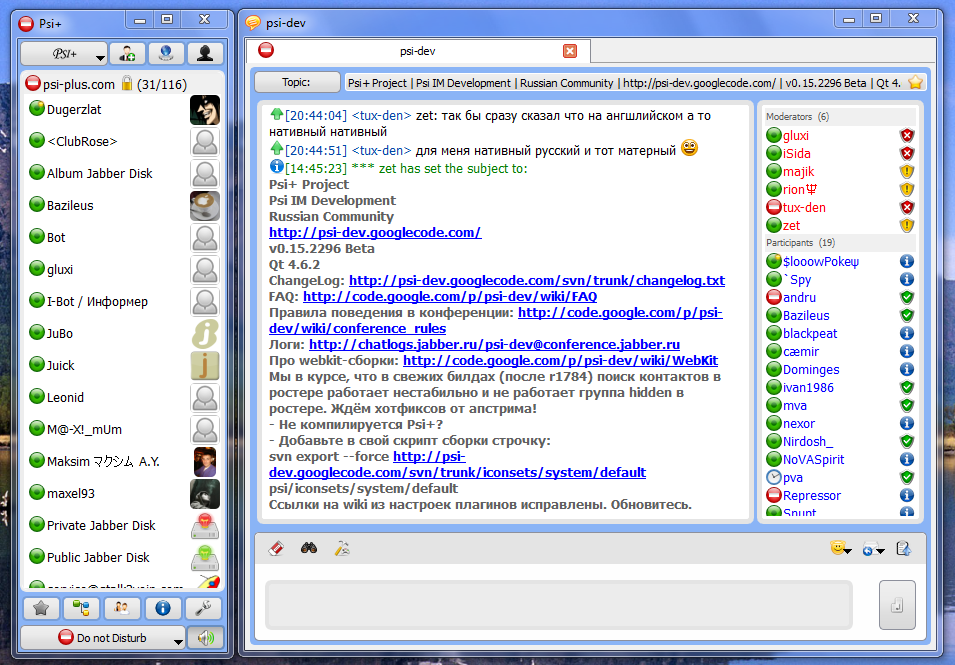 Psi+
PSI+
psi-plus.com (31/116)
Dugerzlat
<ClubRose>
Album Jabber Disk
Bazileus
Bot
gluxi
I-Bot / Информер
JuBo
Juick
Leonid
M@-X!_mUm
Maksim マクシム A.Y.
maxel93
Private Jabber Disk
Public Jabber Disk
Do not Disturb
psi-dev
psi-dev
Topic:
Psi+ Project | Psi IM Development | Russian Community | http://psi-dev.googlecode.com/ | v0.15.2296 Beta | Qt 4.
[20:44:04] <tux-den> zet: так бы сразу сказал что на ангшлийском а то
нативный нативный
[20:44:51] <tux-den> для меня нативный русский и тот матерный
[14:45:23] *** zet has set the subject to:
Psi+ Project
Psi IM Development
Russian Community
http://psi-dev.googlecode.com/
v0.15.2296 Beta
Qt 4.6.2
ChangeLog: http://psi-dev.googlecode.com/svn/trunk/changelog.txt
FAQ: http://code.google.com/p/psi-dev/wiki/FAQ
Правила поведения в конференции: http://code.google.com/p/psi-
dev/wiki/conference_rules
Логи: http://chatlogs.jabber.ru/psi-dev@conference.jabber.ru
Про webkit-сборки: http://code.google.com/p/psi-dev/wiki/WebKit
Мы в курсе, что в свежих билдах (после r1784) поиск контактов в
ростере работает нестабильно и не работает группа hidden в
ростере. Ждём хотфиксов от апстрима!
- Не компилируется Psi+?
- Добавьте в свой скрипт сборки строчку:
svn export --force http://psi-
dev.googlecode.com/svn/trunk/iconsets/system/default
psi/iconsets/system/default
Ссылки на wiki из настроек плагинов исправлены. Обновитесь.
Moderators (6)
gluxi
iSida
majik
rionΨ
tux-den
zet
Participants (19)
$looowPokeψ
`Spy
andru
Bazileus
blackpeat
cæmir
Dominges
ivan1986
mva
nexor
Nirdosh_
NoVASpirit
pva
Repressor
Spunt